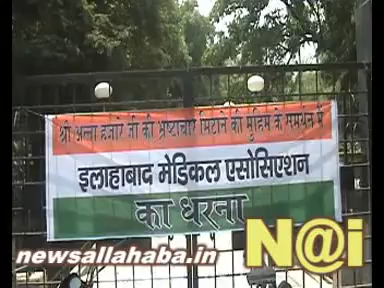 श्री अन्ना हजारे जी की भ्रष्टाचार मिटाने की मुहिम के समर्थन में
इलाहाबाद मेडिकल एसोसिएशन
का धरना
newsallahaba.in
N@i